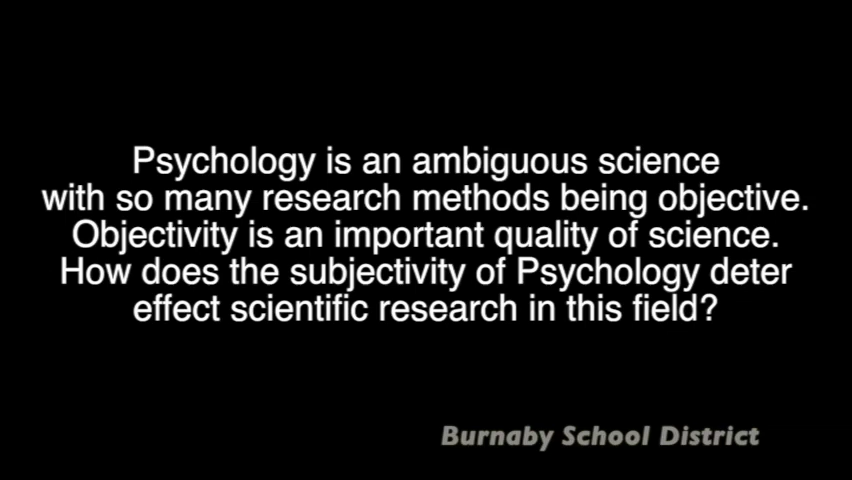 Psychology is an ambiguous science
with so many research methods being objective.
Objectivity is an important quality of science.
How does the subjectivity of Psychology deter
effect scientific research in this field?
Burnaby School District